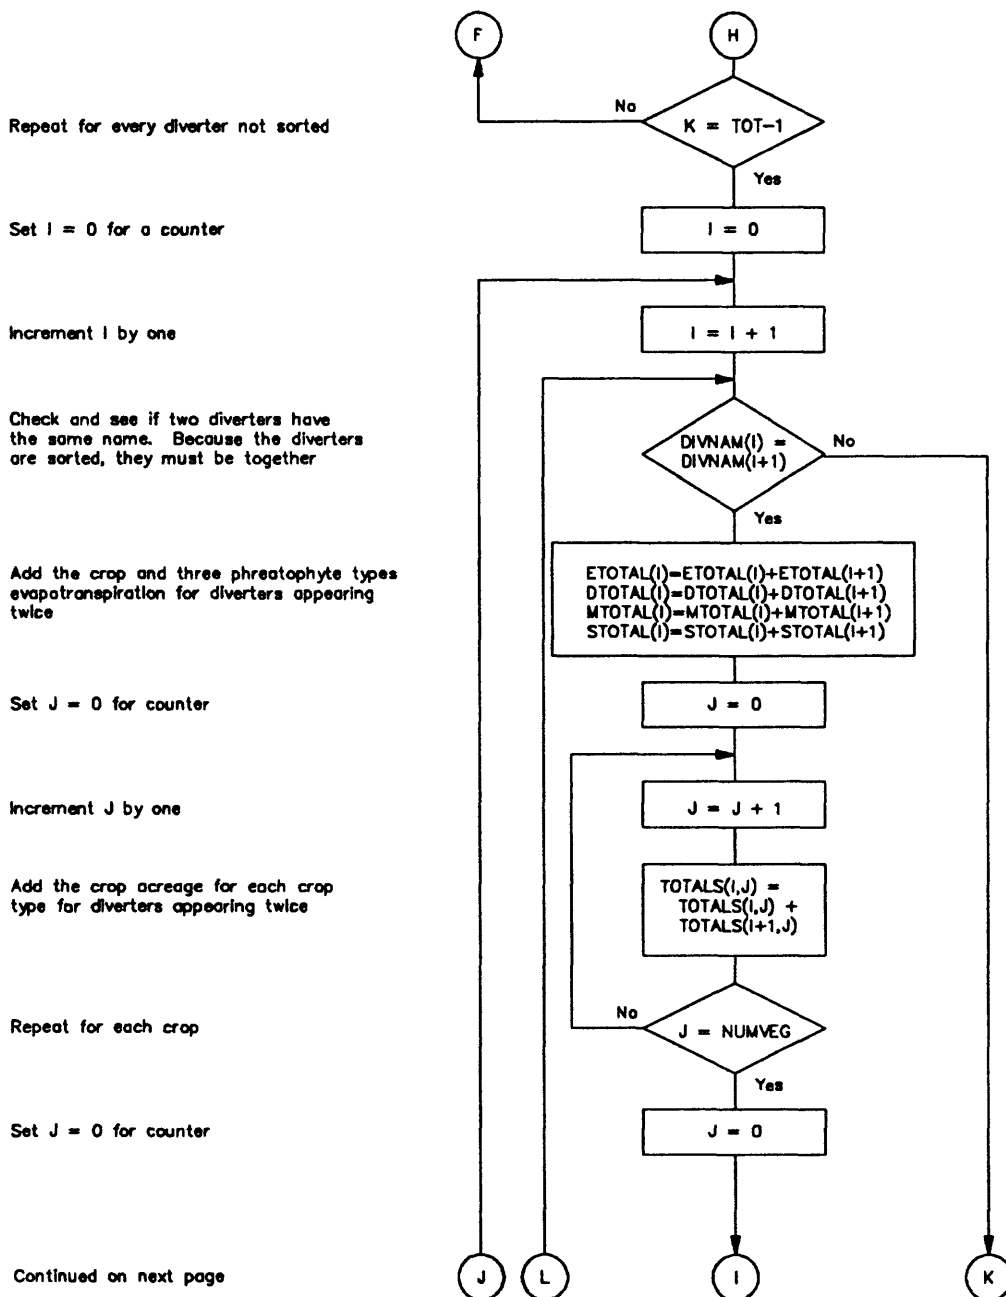 F
H
No
Repeat for every diverter not sorted
K = TOT-1
Yes
Set I = 0 for a counter
I = 0
Increment I by one
I = I + 1
Check and see if two diverters have
the same name. Because the diverters
are sorted, they must be together
DIVNAM(I) =
DIVNAM(I+1)
No
Yes
Add the crop and three phreatophyte types
evapotranspiration for diverters appearing
twice
ETOTAL(I)=ETOTAL(I)+ETOTAL(I+1)
DTOTAL(I)=DTOTAL(I)+DTOTAL(I+1)
MTOTAL(I)=MTOTAL(I)+MTOTAL(I+1)
STOTAL(I)=STOTAL(I)+STOTAL(I+1)
Set J = 0 for counter
J = 0
Increment J by one
J = J + 1
Add the crop acreage for each crop
type for diverters appearing twice
TOTALS(I,J) =
TOTALS(I,J) +
TOTALS(I+1,J)
No
Repeat for each crop
J = NUMVEG
Yes
Set J = 0 for counter
J = 0
Continued on next page
J
L
I
K